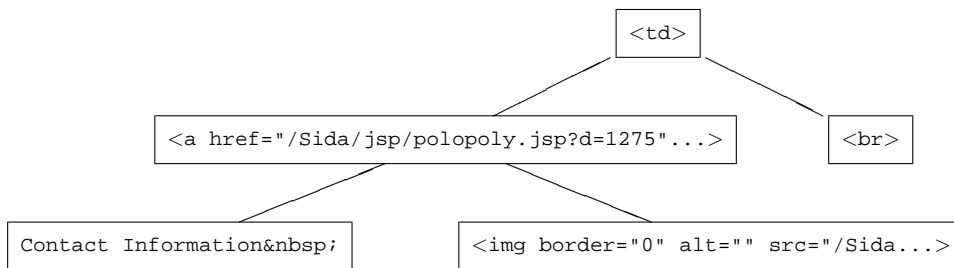 <td>
<a href="/Sida/jsp/polopoly.jsp?d=1275"...>
<br>
Contact Information&nbsp;
<img border="0" alt="" src="/Sida...>